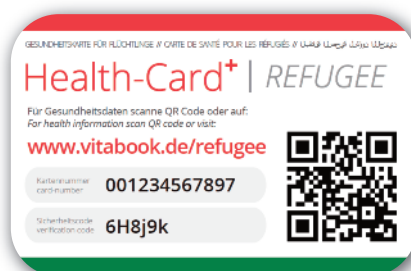 GESUNDHEITSKARTE FÜR FLÜCHTLINGE // CARTE DE SANTÉ POUR LES RÉFUGIÉS //
Health-Card+ | REFUGEE
Für Gesundheitsdaten scanne QR Code oder auf:
For health information scan QR code or visit:
www.vitabook.de/refugee
Kartennummer
card-number 001234567897
Sicherheitscode
verification code 6H8j9k